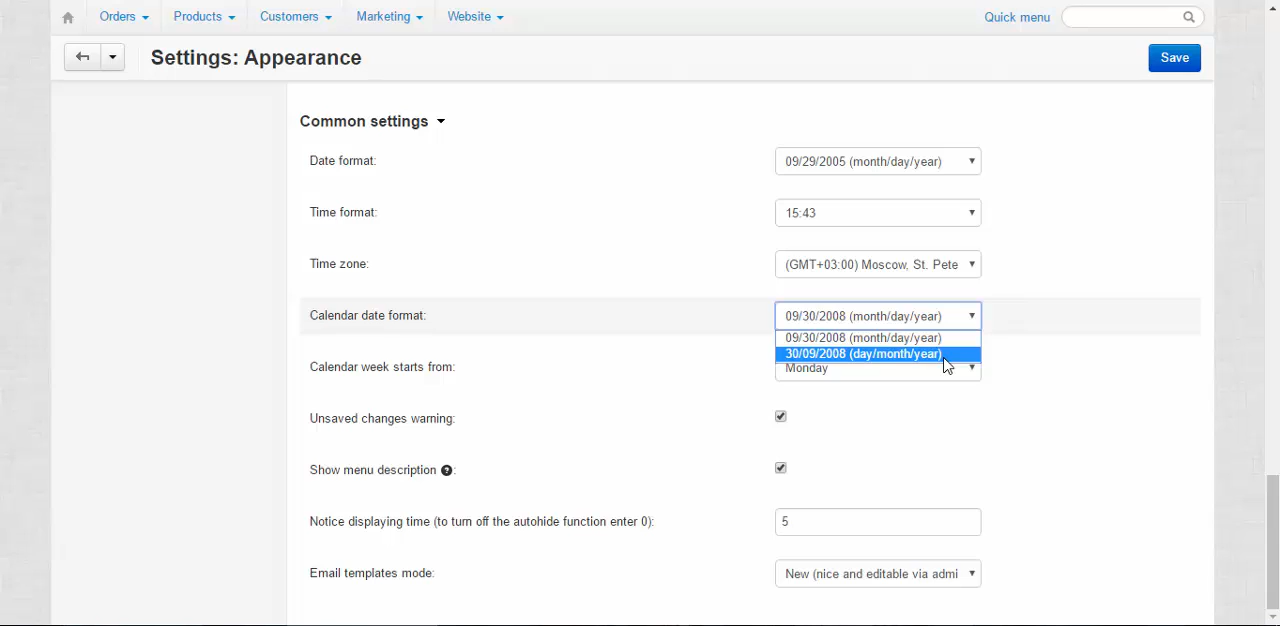 Orders Products Customers Marketing Website Quick menu
Settings: Appearance Save
Common settings
Date format: 09/29/2005 (month/day/year)
Time format: 15:43
Time zone: (GMT+03:00) Moscow, St. Pete
Calendar date format: 09/30/2008 (month/day/year)
09/30/2008 (month/day/year)
30/09/2008 (day/month/year)
Calendar week starts from: Monday
Unsaved changes warning:
Show menu description ?:
Notice displaying time (to turn off the autohide function enter 0): 5
Email templates mode: New (nice and editable via admi